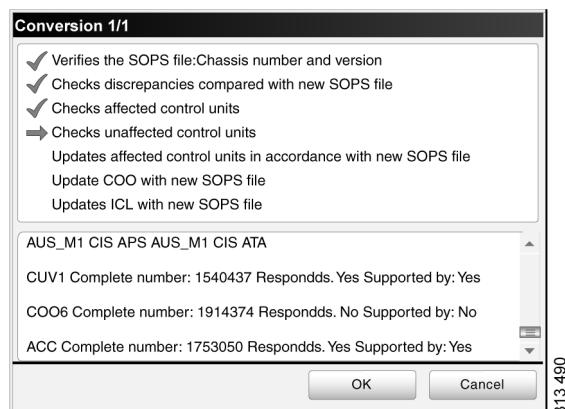 Conversion 1/1
Verifies the SOPS file:Chassis number and version
Checks discrepancies compared with new SOPS file
Checks affected control units
Checks unaffected control units
Updates affected control units in accordance with new SOPS file
Update COO with new SOPS file
Updates ICL with new SOPS file
AUS_M1 CIS APS AUS_M1 CIS ATA
CUV1 Complete number: 1540437 Respondds. Yes Supported by: Yes
COO6 Complete number: 1914374 Respondds. No Supported by: No
ACC Complete number: 1753050 Respondds. Yes Supported by: Yes
OK Cancel
313 490